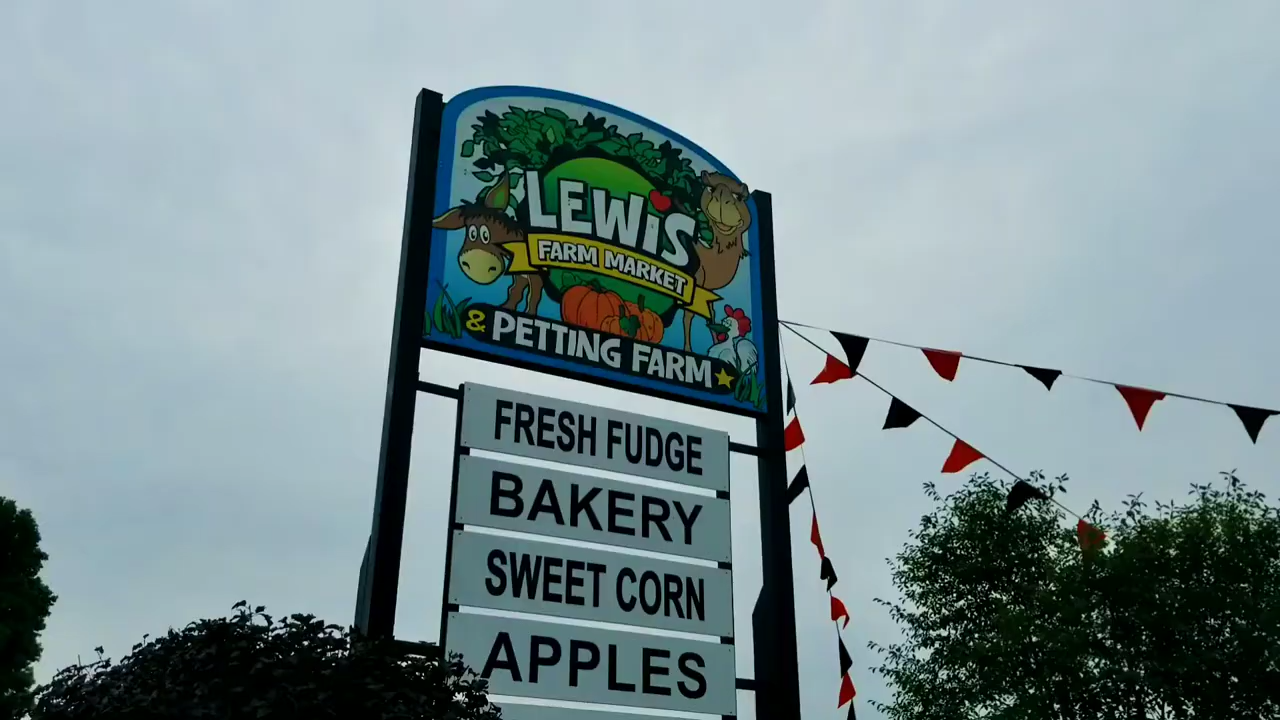 LEWiS
FARM MARKET
& PETTING FARM
FRESH FUDGE
BAKERY
SWEET CORN
APPLES